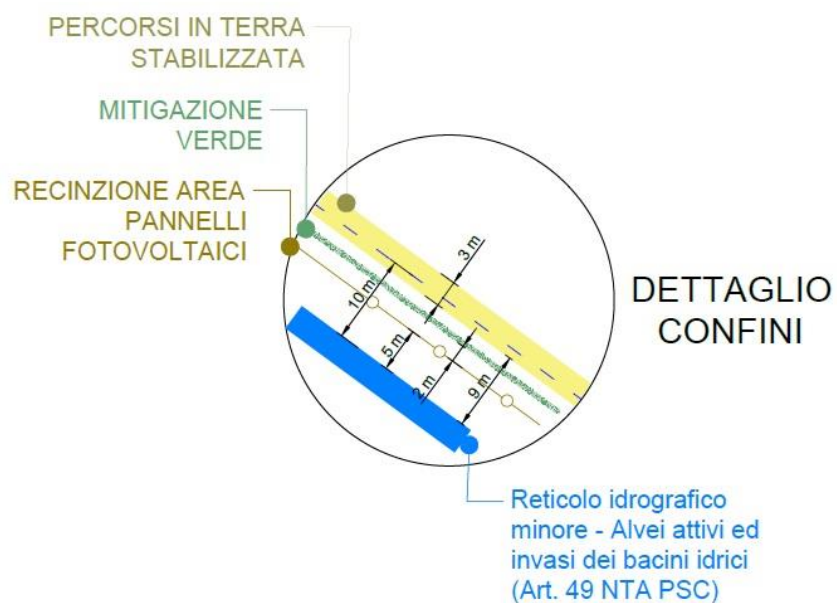 PERCORSI IN TERRA
STABILIZZATA
MITIGAZIONE
VERDE
RECINZIONE AREA
PANNELLI
FOTOVOLTAICI
3 m
10 m
5 m
2 m
9 m
DETTAGLIO
CONFINI
Reticolo idrografico
minore - Alvei attivi ed
invasi dei bacini idrici
(Art. 49 NTA PSC)